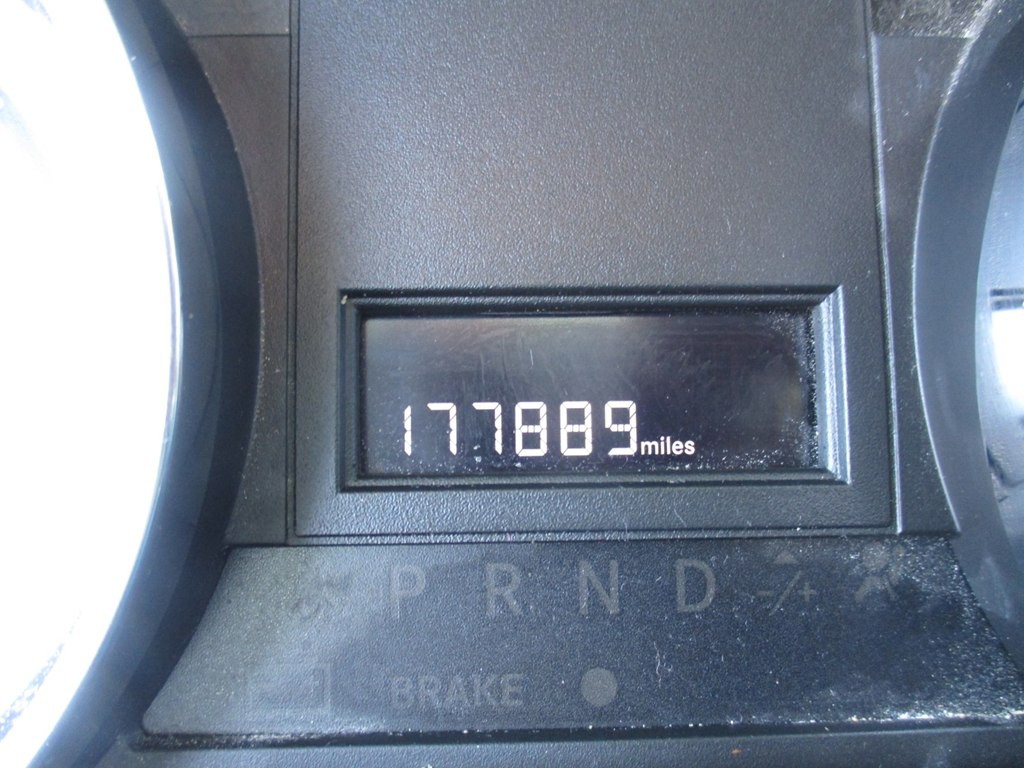 177889 miles
P R N D -/+
BRAKE